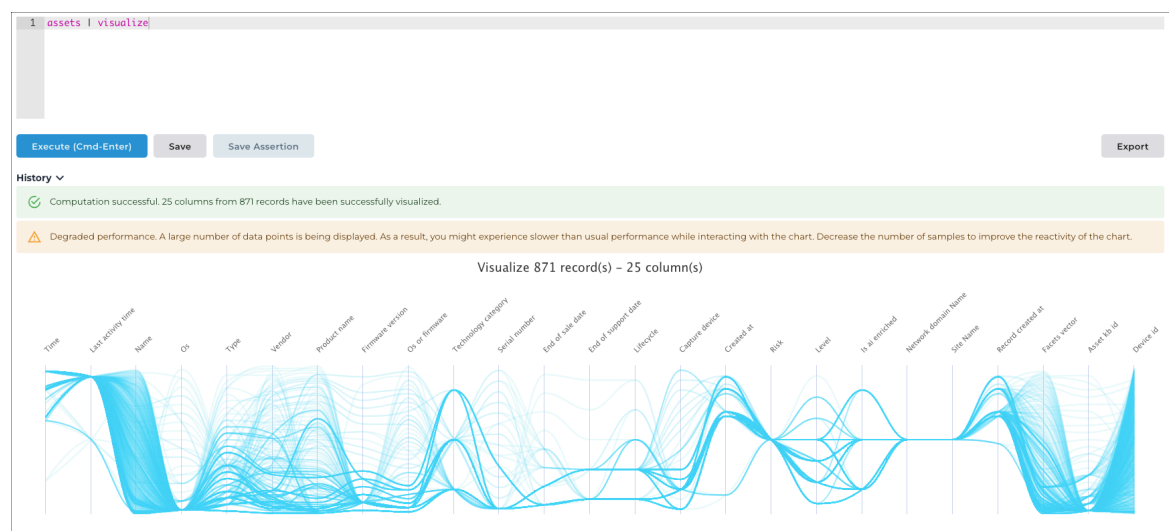 1 assets | visualize
Execute (Cmd-Enter) Save Save Assertion Export
History
Computation successful. 25 columns from 871 records have been successfully visualized.
Degraded performance. A large number of data points is being displayed. As a result, you might experience slower than usual performance while interacting with the chart. Decrease the number of samples to improve the reactivity of the chart.
Visualize 871 record(s) – 25 column(s)
Time
Last activity time
Name
Os
Type
Vendor
Product name
Firmware version
Os or firmware
Technology category
Serial number
End of sale date
End of support date
Lifecycle
Capture device
Created at
Risk
Level
Is ai enriched
Network domain Name
Site Name
Record created at
Facets vector
Asset kb id
Device id